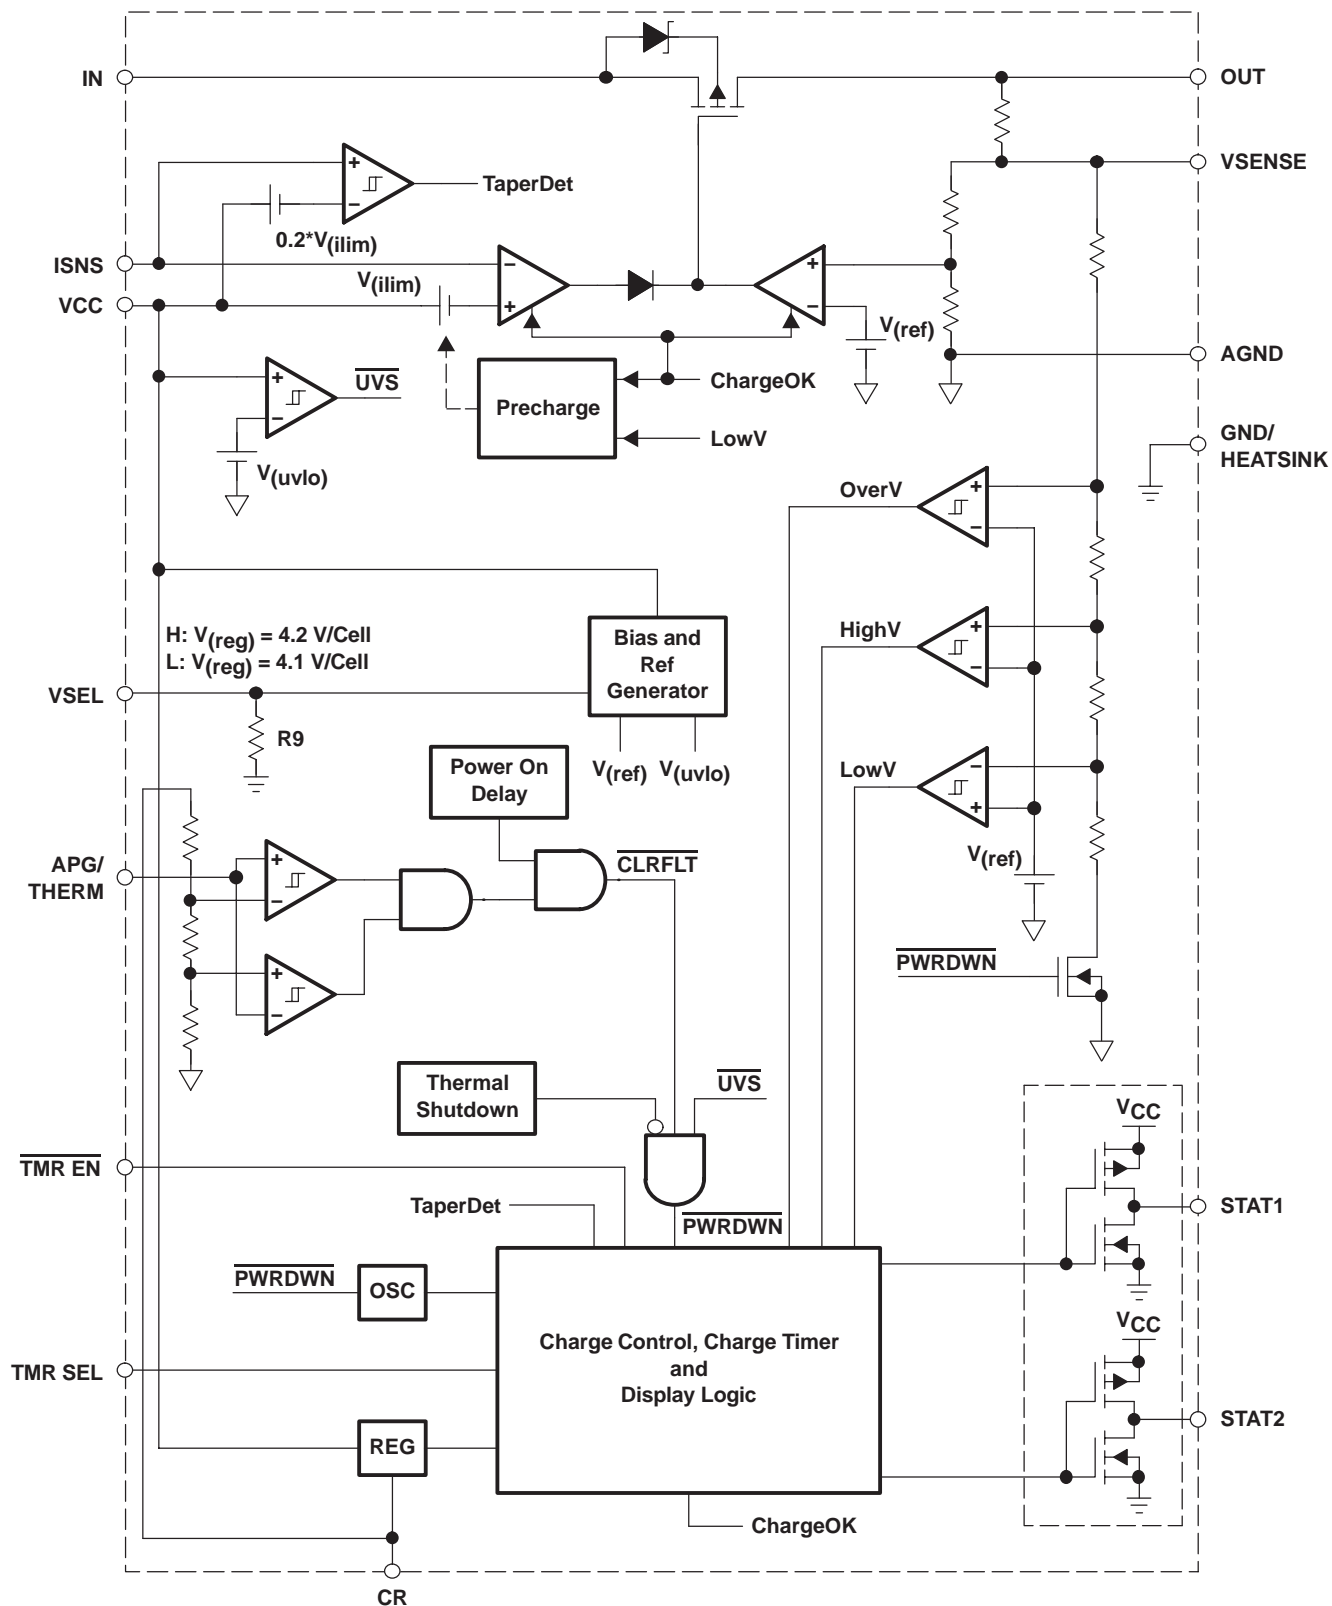 IN
OUT
VSENSE
+
−
TaperDet
0.2*V(ilim)
ISNS
V(ilim)
−
+
+
−
VCC
V(ref)
AGND
ChargeOK
Precharge
LowV
+
−
UVS
V(uvlo)
GND/
HEATSINK
OverV
+
−
H: V(reg) = 4.2 V/Cell
L: V(reg) = 4.1 V/Cell
Bias and
Ref
Generator
HighV
+
−
VSEL
R9
V(ref) V(uvlo)
Power On
Delay
LowV
−
+
V(ref)
APG/
THERM
+
−
CLRFLT
+
−
PWRDWN
Thermal
Shutdown
UVS
VCC
TMR EN
TaperDet
PWRDWN
STAT1
PWRDWN
OSC
VCC
Charge Control, Charge Timer
and
Display Logic
TMR SEL
STAT2
REG
ChargeOK
CR